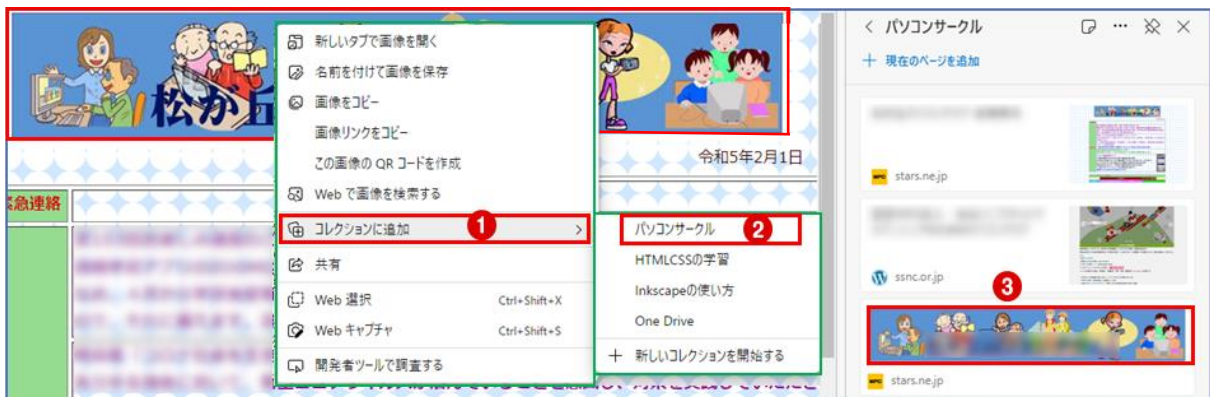 松が丘
令和5年2月1日
緊急連絡
新しいタブで画像を開く
名前を付けて画像を保存
画像をコピー
画像リンクをコピー
この画像の QR コードを作成
Web で画像を検索する
コレクションに追加 1 >
共有
Web 選択 Ctrl+Shift+X
Web キャプチャ Ctrl+Shift+S
開発者ツールで調査する
パソコンサークル 2
HTMLCSSの学習
Inkscapeの使い方
One Drive
+ 新しいコレクションを開始する
パソコンサークル
+ 現在のページを追加
stars.ne.jp
ssnc.or.jp
3
stars.ne.jp